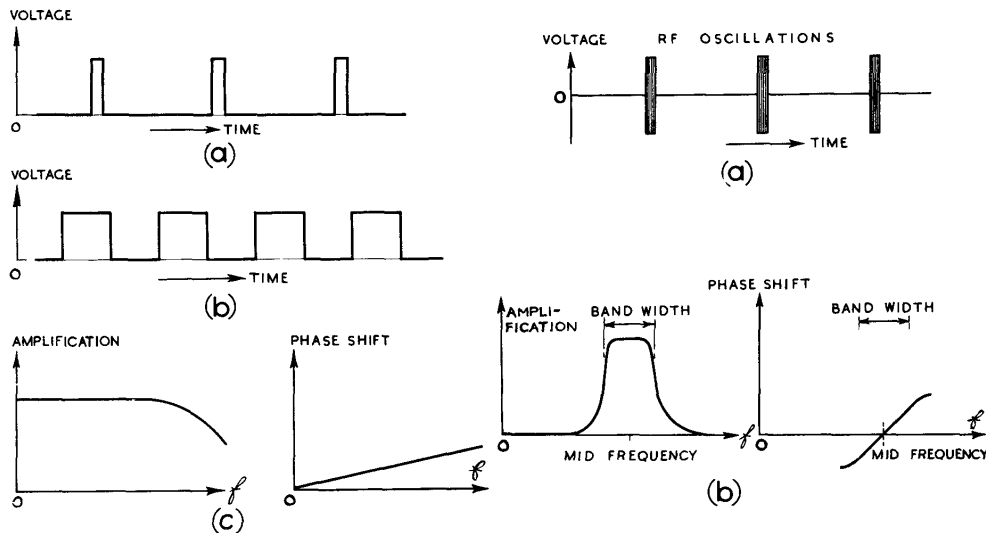 VOLTAGE
O
TIME
(a)
VOLTAGE
O
TIME
(b)
AMPLIFICATION
O
f
PHASE SHIFT
O
f
(c)
VOLTAGE RF OSCILLATIONS
O
TIME
(a)
AMPLI-
FICATION
BAND WIDTH
O
f
MID FREQUENCY
PHASE SHIFT
BAND WIDTH
O
f
MID FREQUENCY
(b)